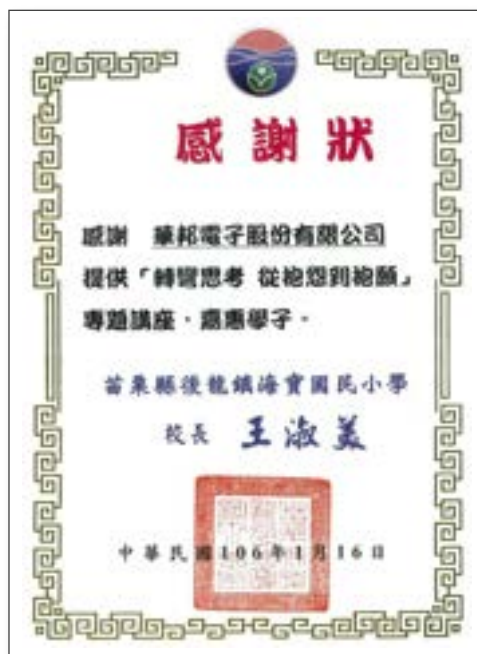 感謝狀
感謝 華邦電子股份有限公司
提供「轉彎思考 從抱怨到抱願」
專題講座，嘉惠學子。
苗栗縣後龍鎮海寶國民小學
校長 王淑美
中華民國106年1月16日